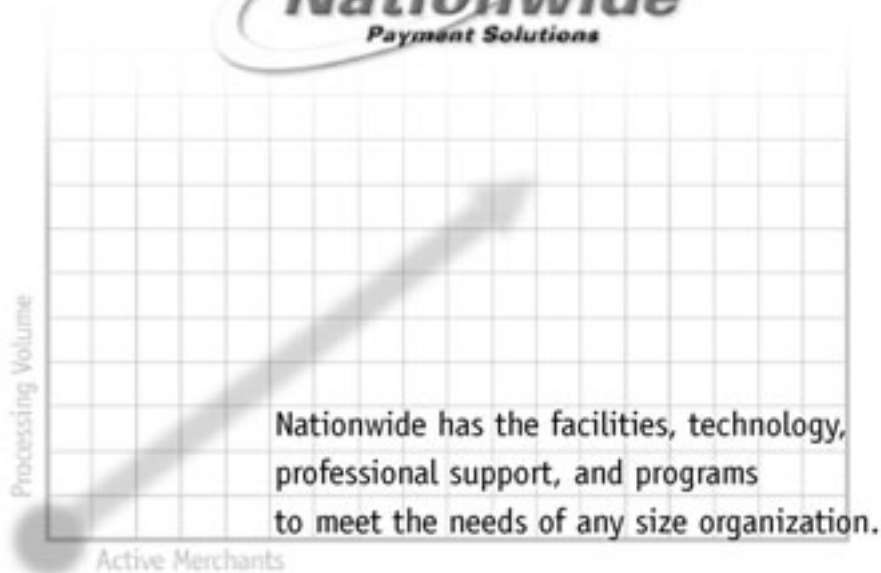 Nationwide
Payment Solutions
Processing Volume
Nationwide has the facilities, technology,
professional support, and programs
to meet the needs of any size organization.
Active Merchants